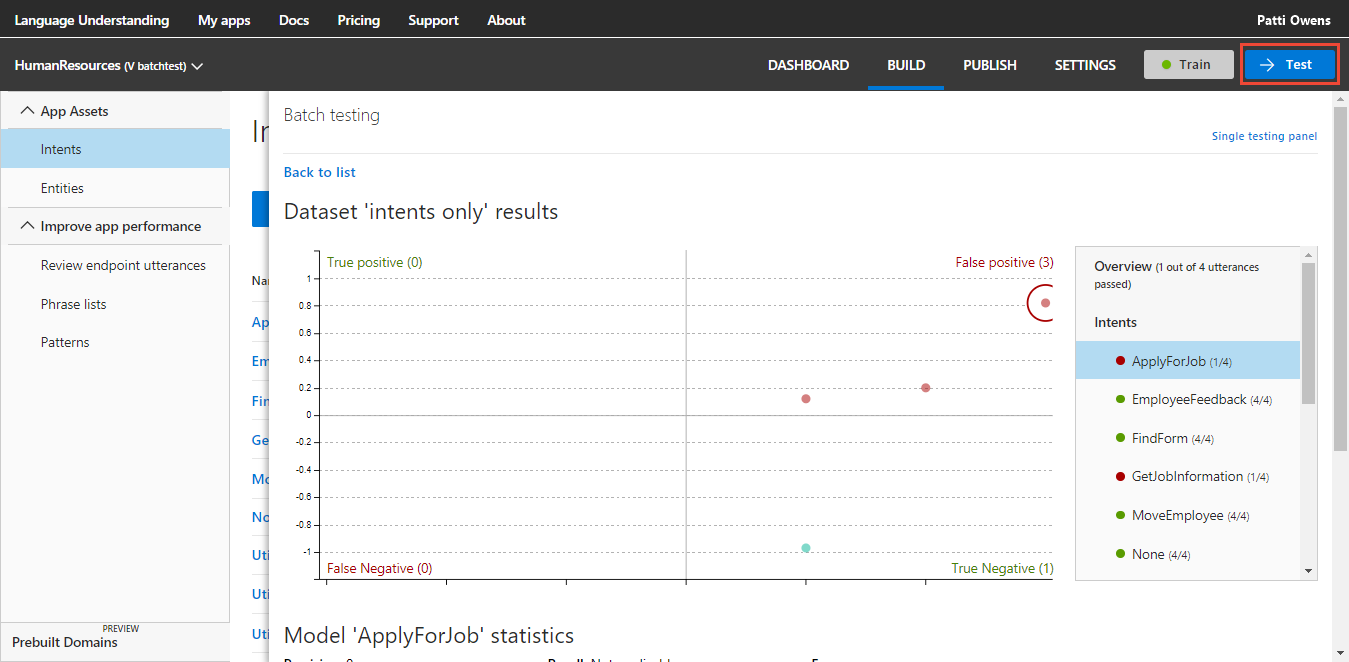 Language Understanding My apps Docs Pricing Support About Patti Owens
HumanResources (V batchtest) DASHBOARD BUILD PUBLISH SETTINGS Train Test
App Assets
Intents
Entities
Improve app performance
Review endpoint utterances
Phrase lists
Patterns
PREVIEW
Prebuilt Domains
In
Nar
Ap
Em
Fin
Ge
Mo
No
Uti
Uti
Uti
Batch testing
Single testing panel
Back to list
Dataset 'intents only' results
True positive (0) False positive (3)
1
0.8
0.6
0.4
0.2
0
-0.2
-0.4
-0.6
-0.8
-1
False Negative (0) True Negative (1)
Overview (1 out of 4 utterances
passed)
Intents
ApplyForJob (1/4)
EmployeeFeedback (4/4)
FindForm (4/4)
GetJobInformation (1/4)
MoveEmployee (4/4)
None (4/4)
Model 'ApplyForJob' statistics